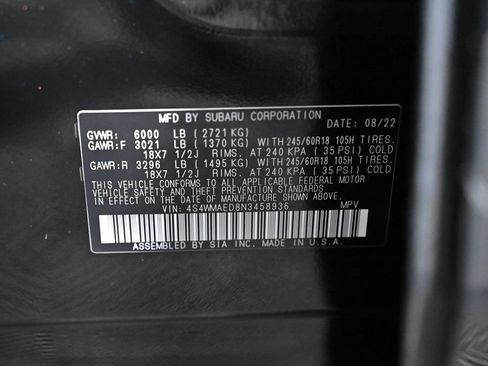 MFD BY SUBARU CORPORATION
DATE: 08/22
GVWR: 6000 LB (2721 KG)
GAWR:F 3021 LB (1370 KG) WITH 245/60R18 105H TIRES.
18X7 1/2J RIMS. AT 240 KPA (35 PSI) COLD
GAWR:R 3296 LB (1495 KG) WITH 245/60R18 105H TIRES.
18X7 1/2J RIMS. AT 240 KPA (35 PSI) COLD
THIS VEHICLE CONFORMS TO ALL APPLICABLE FEDERAL MOTOR
VEHICLE SAFETY, BUMPER, AND THEFT PREVENTION STANDARDS
IN EFFECT ON THE DATE OF MANUFACTURE SHOWN ABOVE.
VIN: 4S4WMAED8N3458936 MPV
ASSEMBLED BY SIA INC. MADE IN U.S.A.